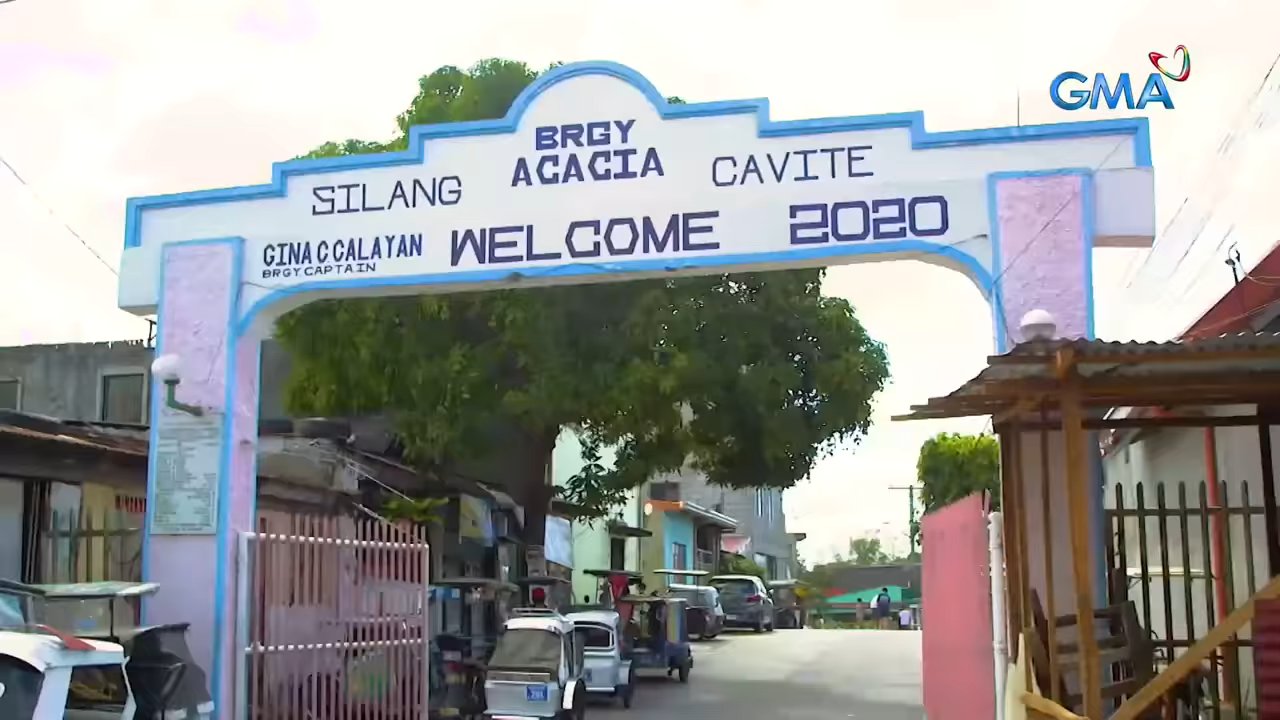 GMA
BRGY
ACACIA
SILANG CAVITE
GINA C CALAYAN
BRGY CAPTAIN
WELCOME 2020